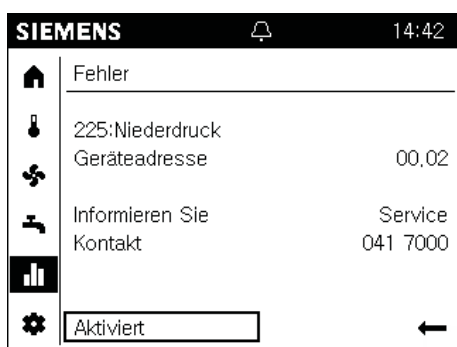 SIEMENS 14:42
Fehler
225:Niederdruck
Geräteadresse 00,02
Informieren Sie Service
Kontakt 041 7000
Aktiviert